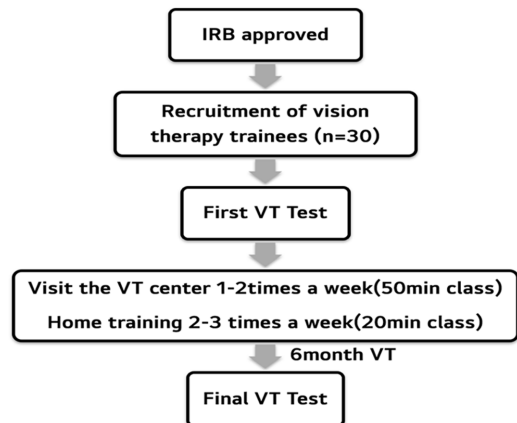 IRB approved
Recruitment of vision
therapy trainees (n=30)
First VT Test
Visit the VT center 1-2times a week(50min class)
Home training 2-3 times a week(20min class)
6month VT
Final VT Test